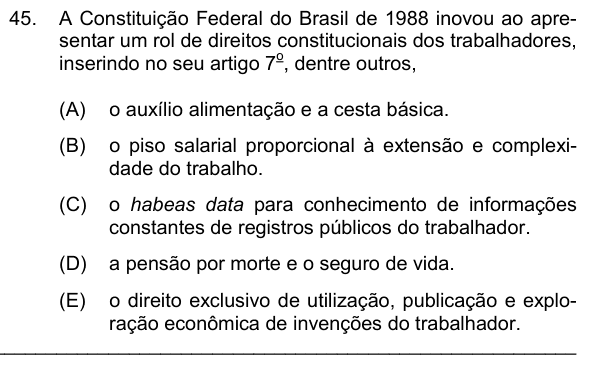 45. A Constituição Federal do Brasil de 1988 inovou ao apre-
sentar um rol de direitos constitucionais dos trabalhadores,
inserindo no seu artigo 7º, dentre outros,
(A) o auxílio alimentação e a cesta básica.
(B) o piso salarial proporcional à extensão e complexi-
dade do trabalho.
(C) o habeas data para conhecimento de informações
constantes de registros públicos do trabalhador.
(D) a pensão por morte e o seguro de vida.
(E) o direito exclusivo de utilização, publicação e explo-
ração econômica de invenções do trabalhador.